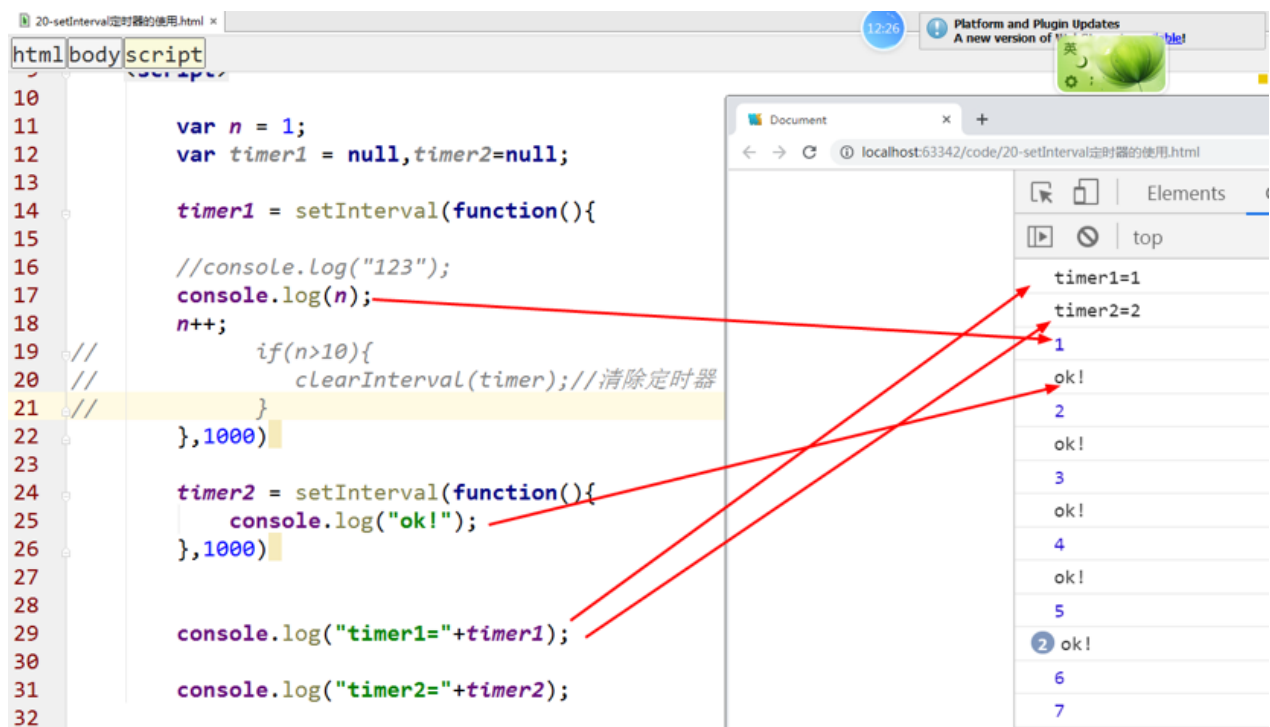 20-setInterval定时器的使用.html ×
12:26
Platform and Plugin Updates
A new version of
ble!
英
html body script
<script>
10
11 var n = 1;
12 var timer1 = null,timer2=null;
13
14 timer1 = setInterval(function(){
15
16 //console.log("123");
17 console.log(n);
18 n++;
19 // if(n>10){
20 // clearInterval(timer);//清除定时器
21 // }
22 },1000)
23
24 timer2 = setInterval(function(){
25 console.log("ok!");
26 },1000)
27
28
29 console.log("timer1="+timer1);
30
31 console.log("timer2="+timer2);
32
Document × +
localhost:63342/code/20-setInterval定时器的使用.html
Elements
top
timer1=1
timer2=2
1
ok!
2
ok!
3
ok!
4
ok!
5
2 ok!
6
7